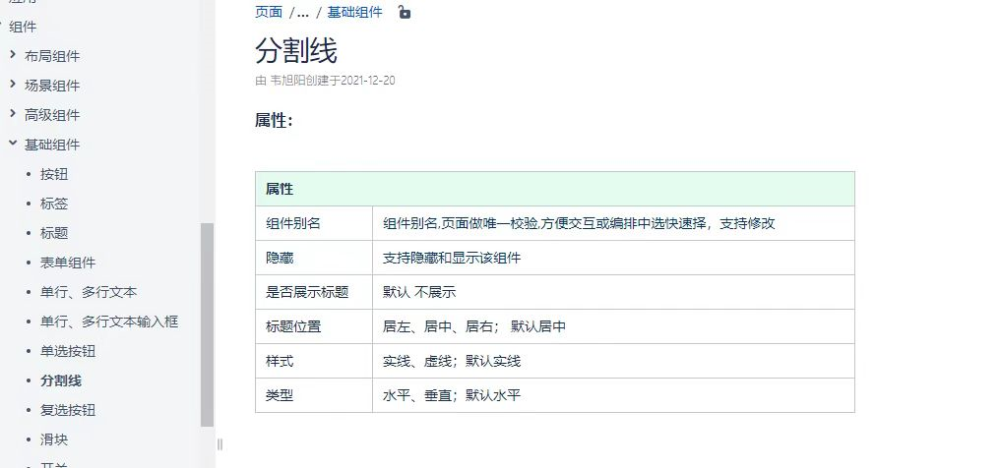 组件
布局组件
场景组件
高级组件
基础组件
按钮
标签
标题
表单组件
单行、多行文本
单行、多行文本输入框
单选按钮
分割线
复选按钮
滑块
页面 /... / 基础组件
分割线
由 韦旭阳创建于2021-12-20
属性：
属性
组件别名 组件别名,页面做唯一校验,方便交互或编排中选快速择，支持修改
隐藏 支持隐藏和显示该组件
是否展示标题 默认 不展示
标题位置 居左、居中、居右； 默认居中
样式 实线、虚线；默认实线
类型 水平、垂直；默认水平